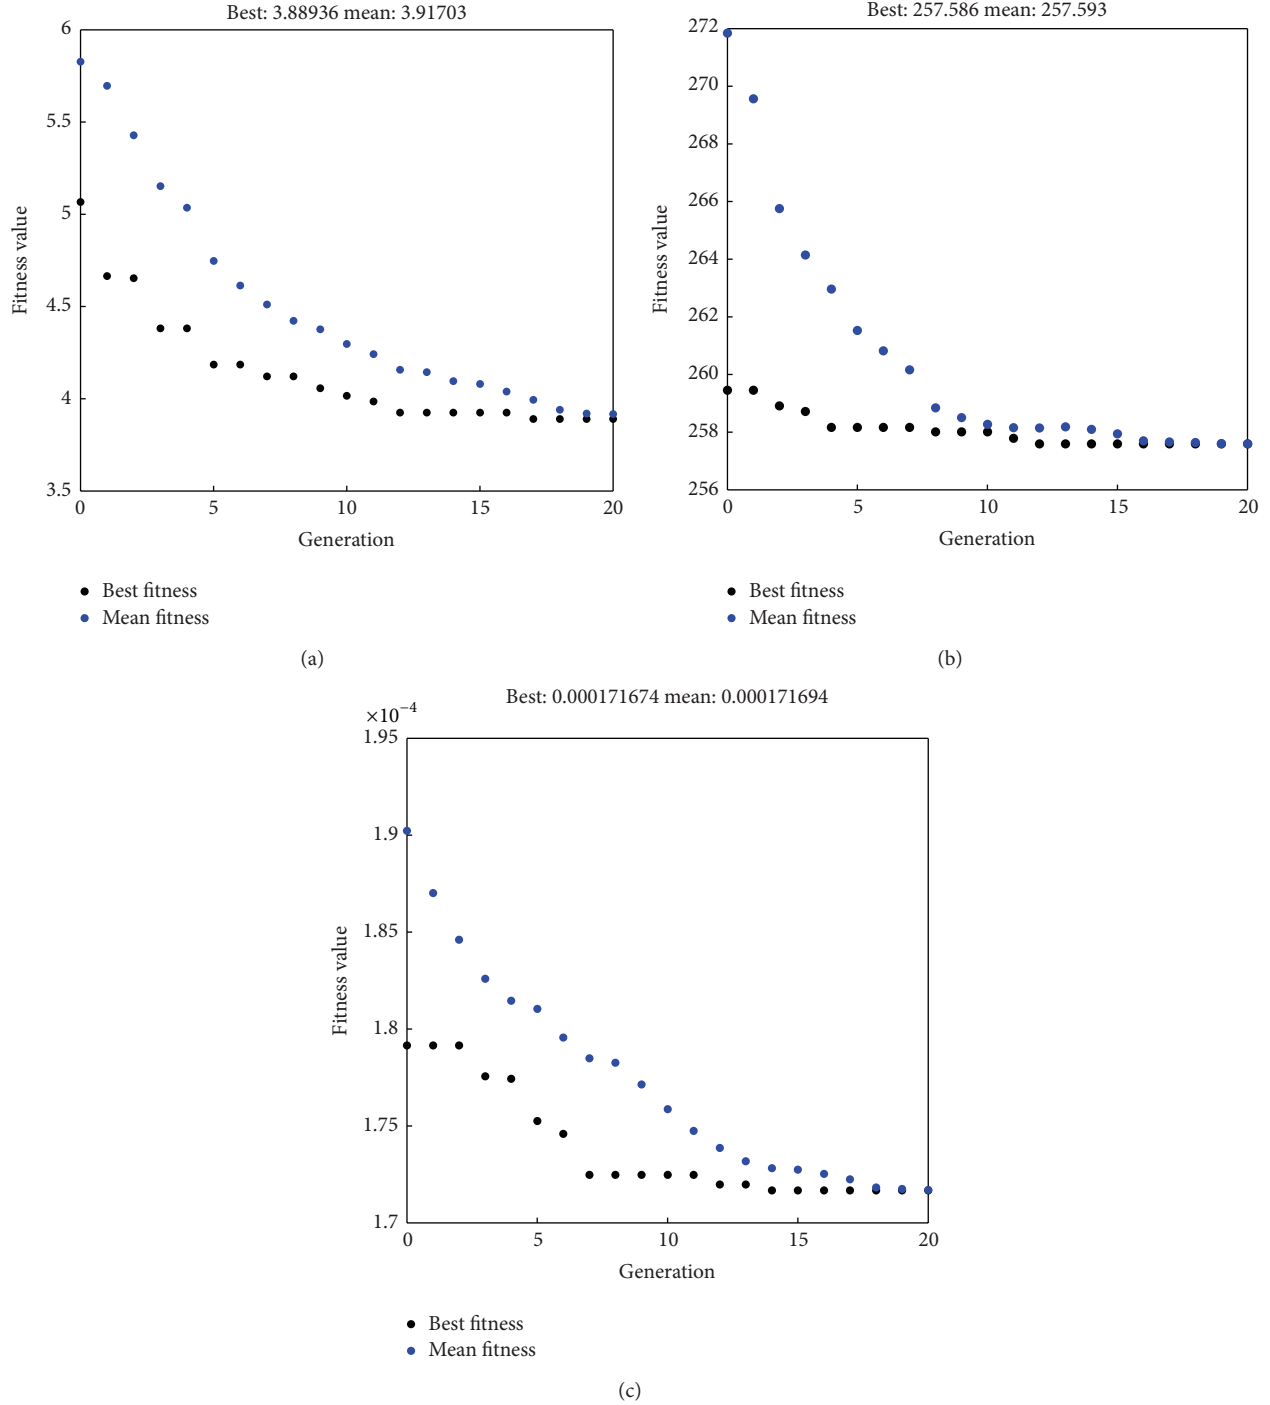 Best: 3.88936 mean: 3.91703
6
5.5
5
4.5
4
3.5
Fitness value
0 5 10 15 20
Generation
Best fitness
Mean fitness
(a)
Best: 257.586 mean: 257.593
272
270
268
266
264
262
260
258
256
Fitness value
0 5 10 15 20
Generation
Best fitness
Mean fitness
(b)
Best: 0.000171674 mean: 0.000171694
×10⁻⁴
1.95
1.9
1.85
1.8
1.75
1.7
Fitness value
0 5 10 15 20
Generation
Best fitness
Mean fitness
(c)